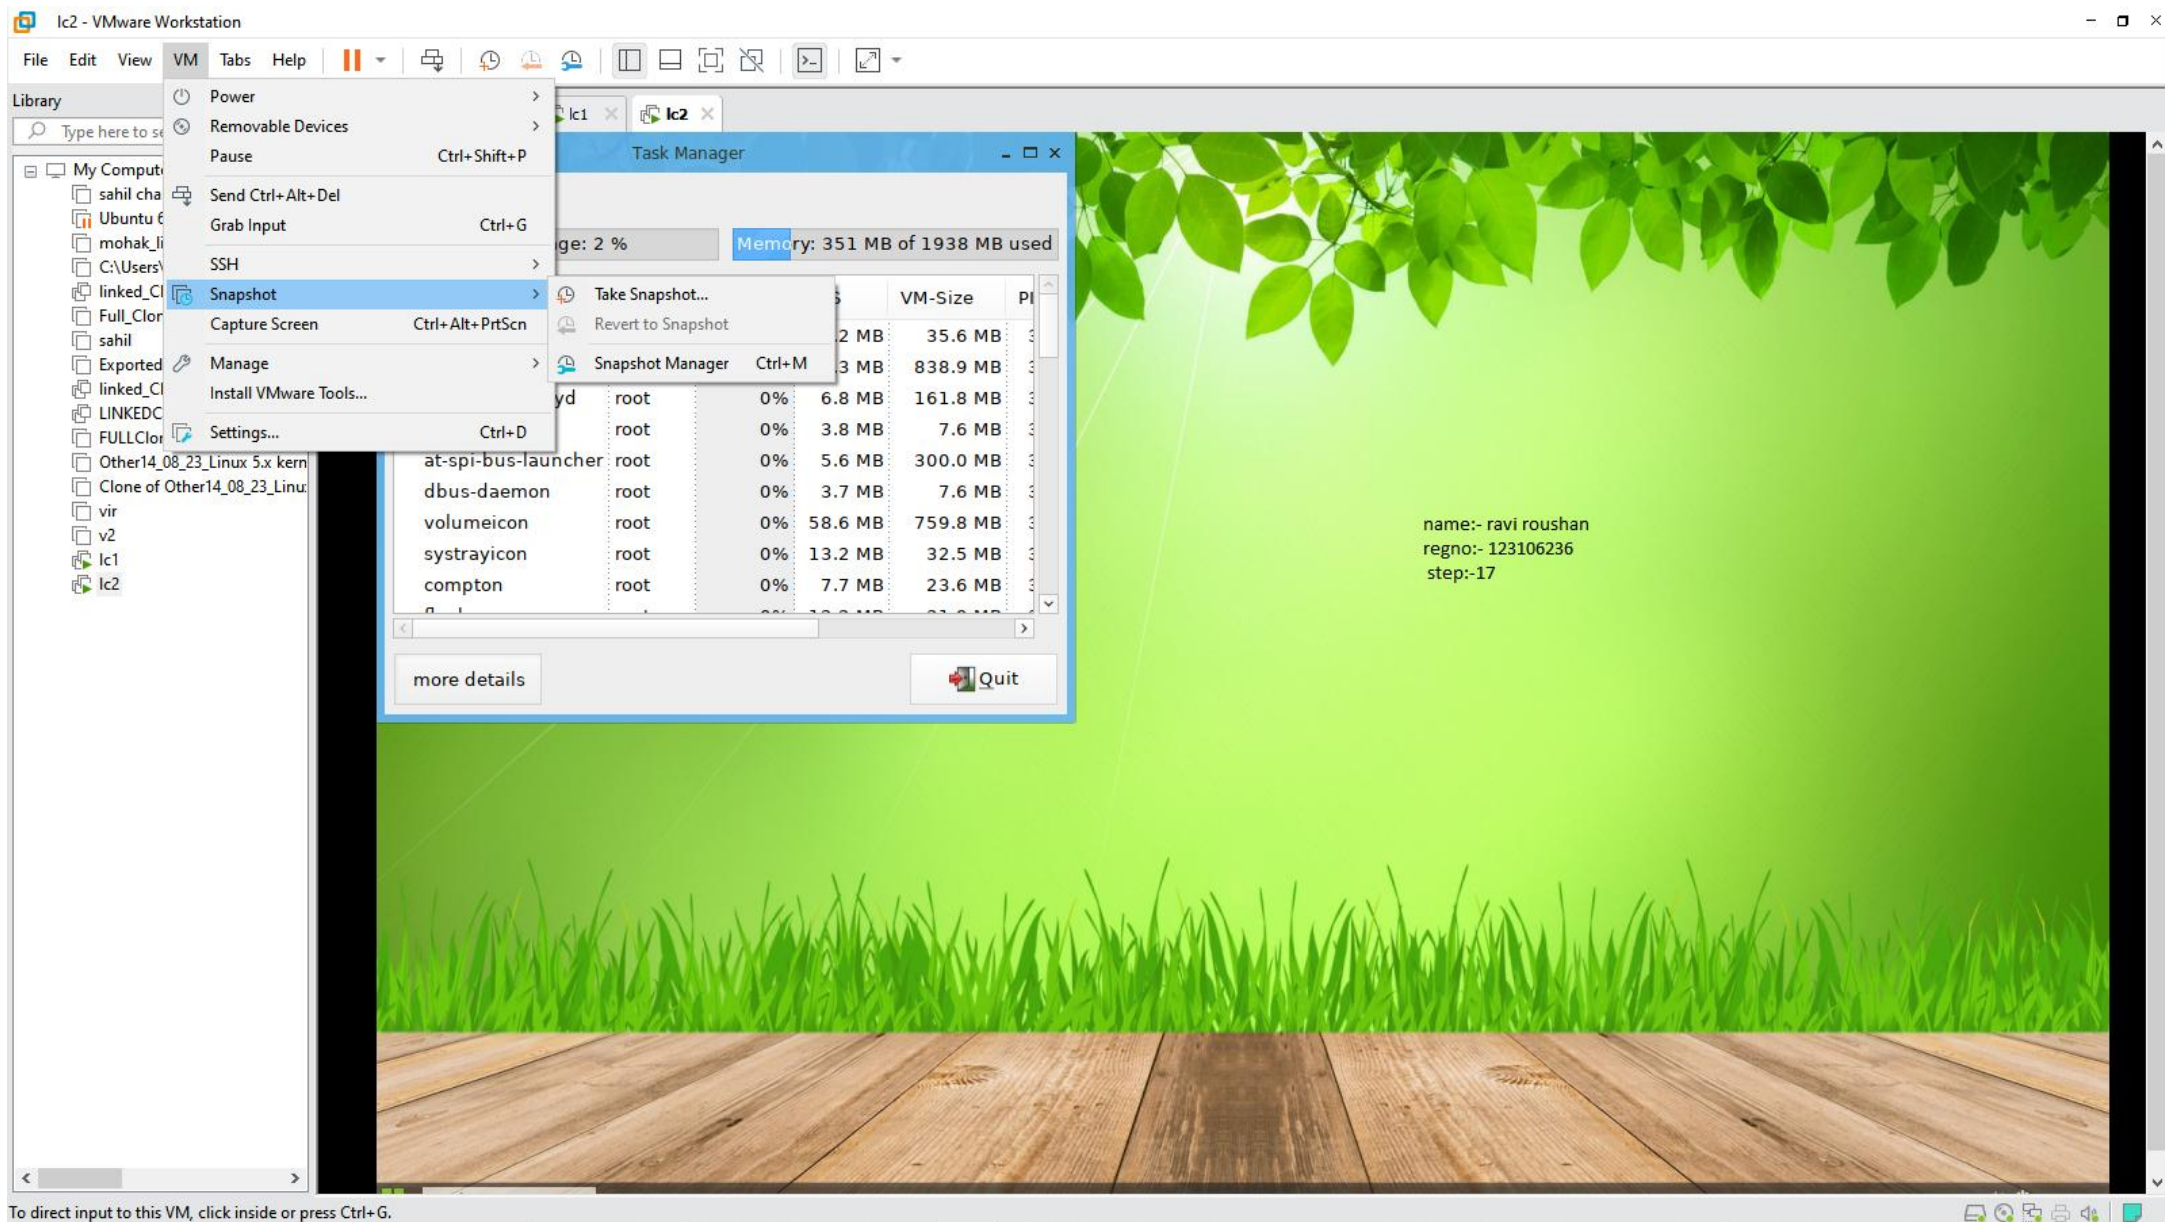 lc2 - VMware Workstation
File Edit View VM Tabs Help
Library
Type here to se
My Comput
sahil cha
Ubuntu 6
mohak_li
C:\Users\
linked_Cl
Full_Clon
sahil
Exported
linked_Cl
LINKEDC
FULLClon
Other14_08_23_Linux 5.x kern
Clone of Other14_08_23_Linu
vir
v2
lc1
lc2
Power
Removable Devices
Pause Ctrl+Shift+P
Send Ctrl+Alt+Del
Grab Input Ctrl+G
SSH
Snapshot
Capture Screen Ctrl+Alt+PrtScn
Manage
Install VMware Tools...
Settings... Ctrl+D
Take Snapshot...
Revert to Snapshot
Snapshot Manager Ctrl+M
lc1 lc2
Task Manager
ge: 2 % Memory: 351 MB of 1938 MB used
VM-Size PI
.2 MB 35.6 MB
.3 MB 838.9 MB
yd root 0% 6.8 MB 161.8 MB
root 0% 3.8 MB 7.6 MB
at-spi-bus-launcher root 0% 5.6 MB 300.0 MB
dbus-daemon root 0% 3.7 MB 7.6 MB
volumeicon root 0% 58.6 MB 759.8 MB
systrayicon root 0% 13.2 MB 32.5 MB
compton root 0% 7.7 MB 23.6 MB
more details Quit
name:- ravi roushan
regno:- 123106236
step:-17
To direct input to this VM, click inside or press Ctrl+G.